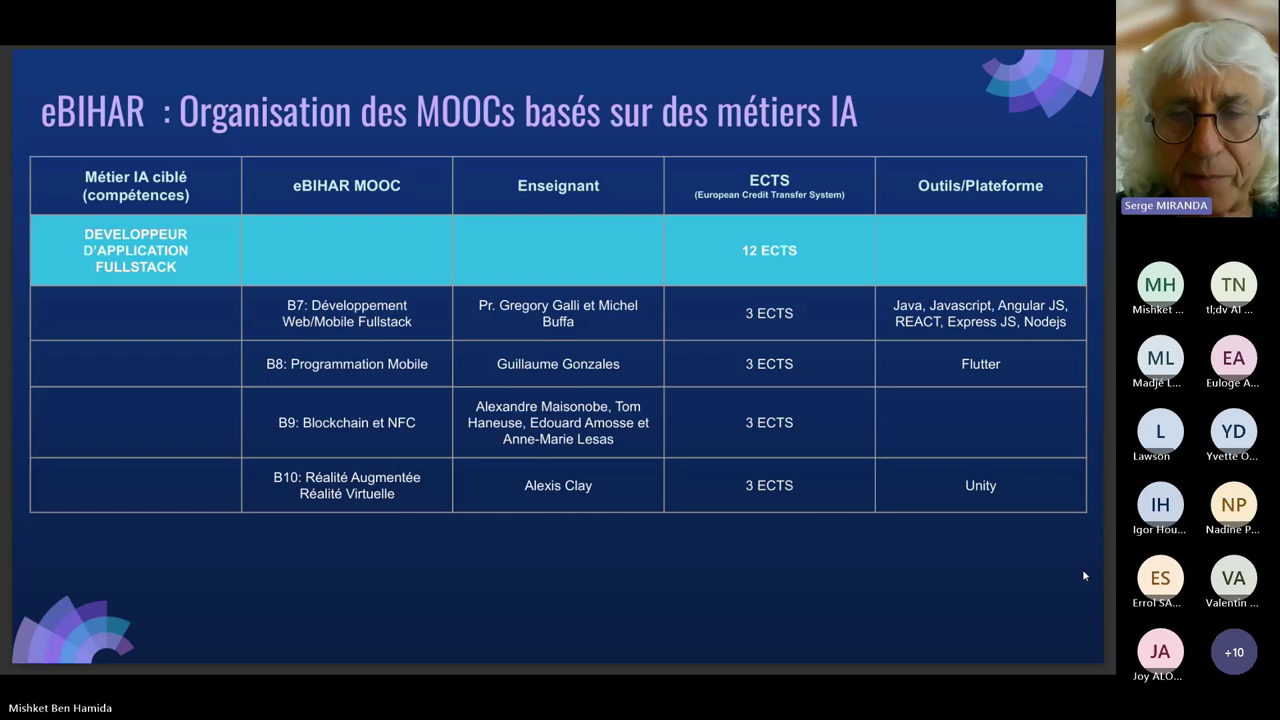 eBIHAR : Organisation des MOOCs basés sur des métiers IA
Métier IA ciblé
(compétences)
eBIHAR MOOC
Enseignant
ECTS
(European Credit Transfer System)
Outils/Plateforme
DEVELOPPEUR
D'APPLICATION
FULLSTACK
12 ECTS
B7: Développement
Web/Mobile Fullstack
Pr. Gregory Galli et Michel
Buffa
3 ECTS
Java, Javascript, Angular JS,
REACT, Express JS, Nodejs
B8: Programmation Mobile
Guillaume Gonzales
3 ECTS
Flutter
B9: Blockchain et NFC
Alexandre Maisonobe, Tom
Haneuse, Edouard Amosse et
Anne-Marie Lesas
3 ECTS
B10: Réalité Augmentée
Réalité Virtuelle
Alexis Clay
3 ECTS
Unity
Serge MIRANDA
MH
Mishket ...
TN
tl;dv AI ...
ML
Madjé L...
EA
Euloge A...
L
Lawson
YD
Yvette O...
IH
Igor Hou...
NP
Nadine P...
ES
Errol SA...
VA
Valentin ...
JA
Joy ALO...
+10
Mishket Ben Hamida